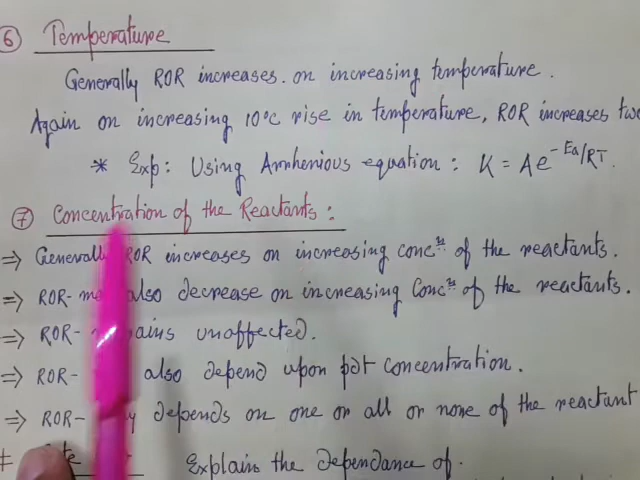 6 Temperature
Generally ROR increases on increasing temperature.
Again on increasing 10°C rise in temperature, ROR increases
* Exp: Using Arrhenious equation: K = Ae^-Ea/RT.
7 Concentration of the Reactants:
⇒ Generally ROR increases on increasing concⁿ of the reactants.
⇒ ROR- also decrease on increasing Concⁿ of the reactants.
⇒ ROR- unaffected.
⇒ ROR- also depend upon pdt concentration.
⇒ ROR- depends on one or all or none of the reactant
Explain the dependance of